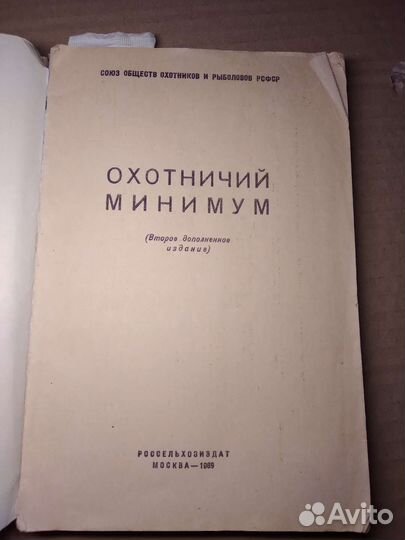 СОЮЗ ОБЩЕСТВ ОХОТНИКОВ И РЫБОЛОВОВ РСФСР
ОХОТНИЧИЙ
МИНИМУМ
(Второе дополненное
издание)
РОССЕЛЬХОЗИЗДАТ
МОСКВА—1969
Avito